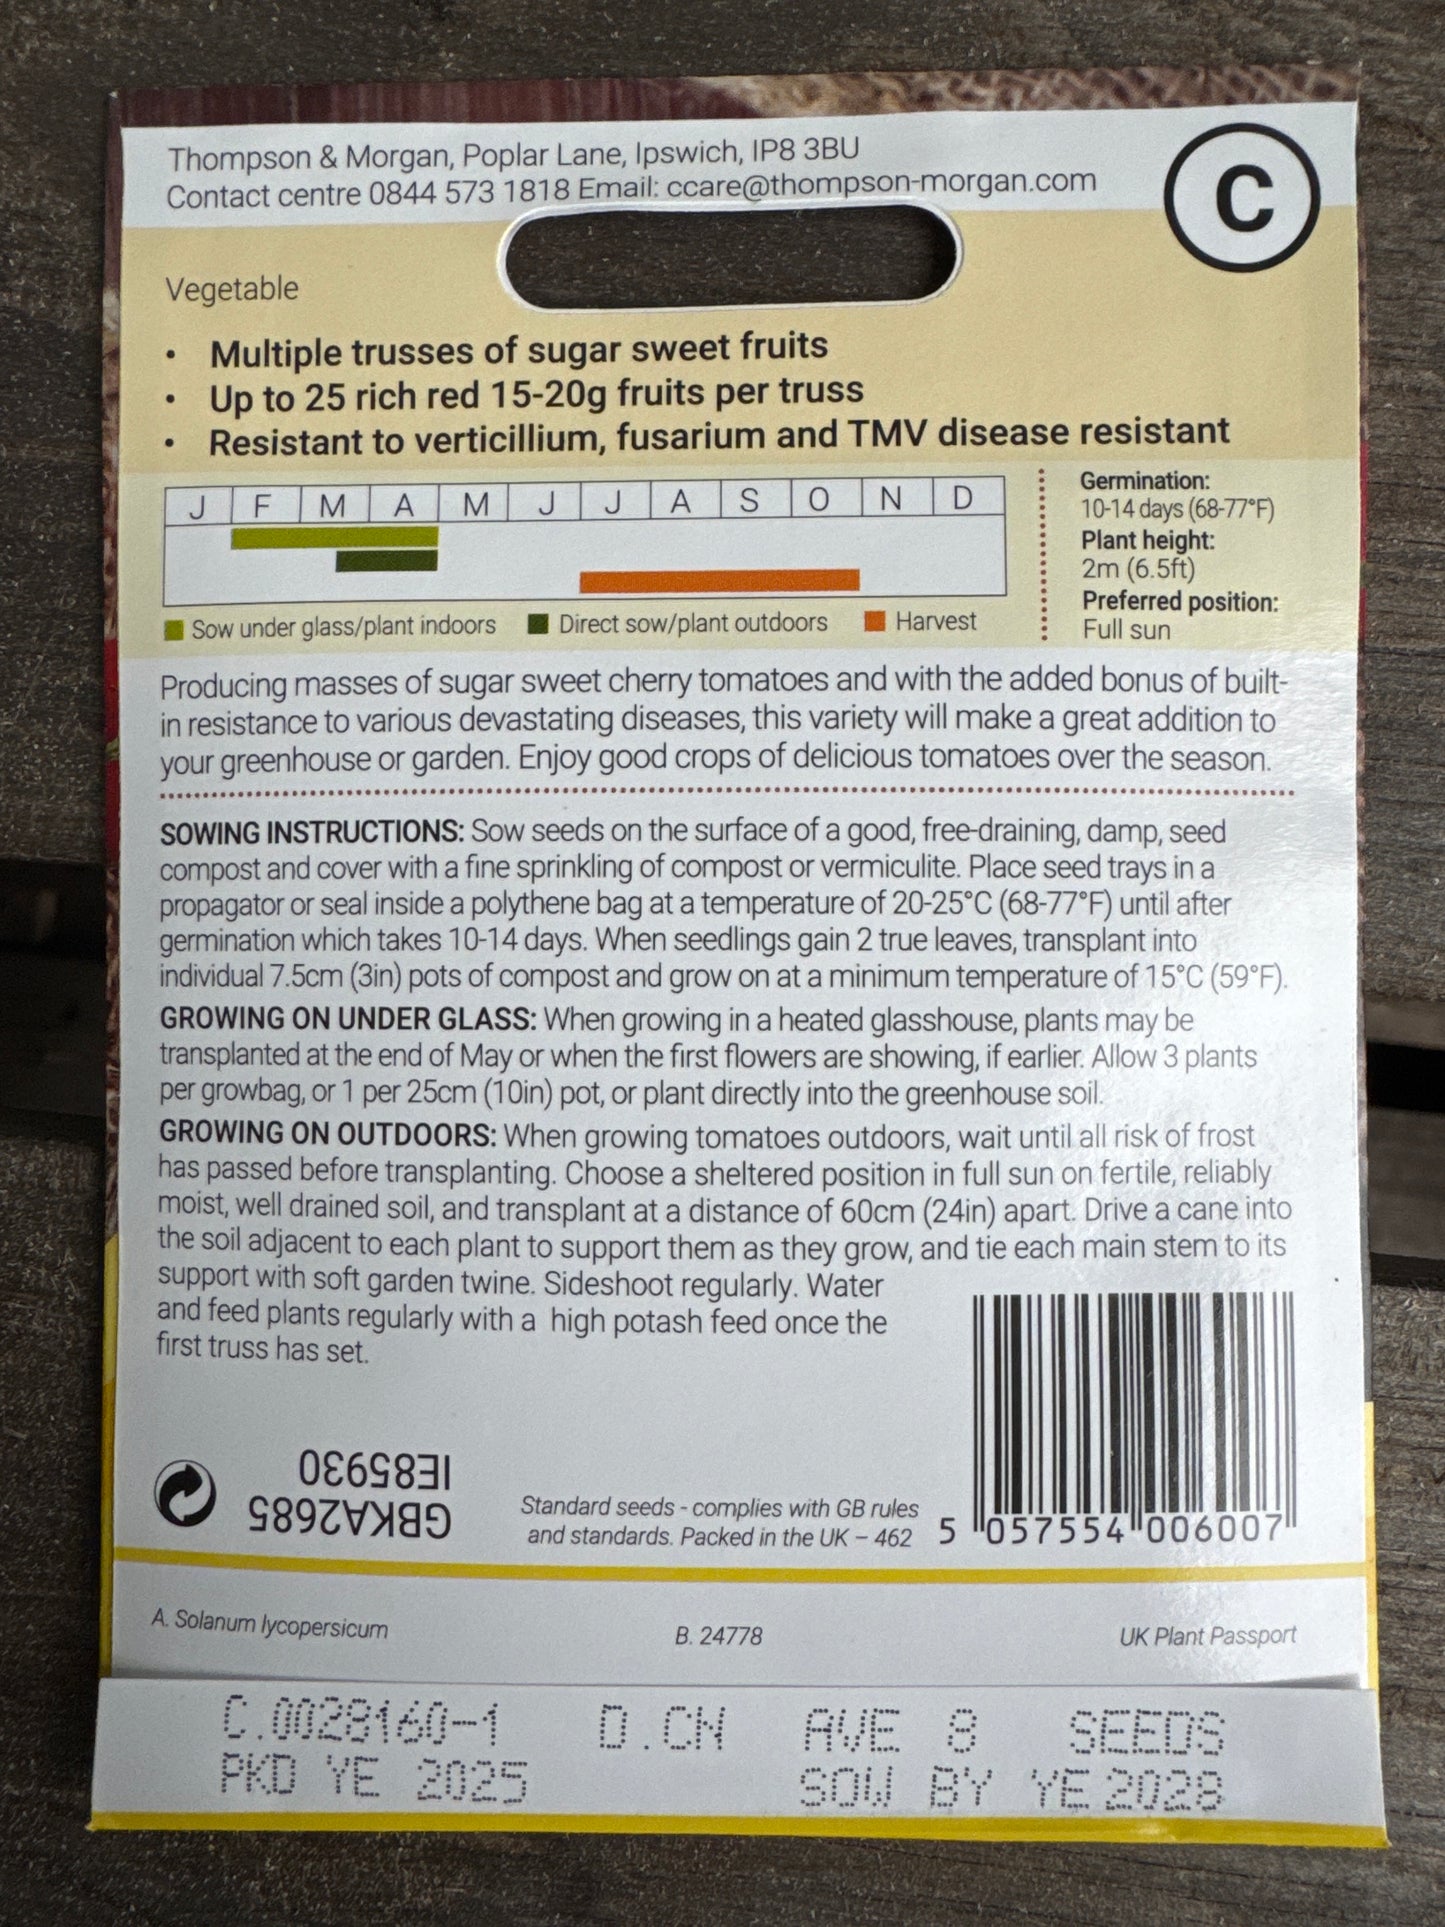 Thompson & Morgan, Poplar Lane, Ipswich, IP8 3BU
Contact centre 0844 573 1818 Email: ccare@thompson-morgan.com
C
Vegetable
• Multiple trusses of sugar sweet fruits
• Up to 25 rich red 15-20g fruits per truss
• Resistant to verticillium, fusarium and TMV disease resistant
J F M A M J J A S O N D
Sow under glass/plant indoors Direct sow/plant outdoors Harvest
Germination:
10-14 days (68-77°F)
Plant height:
2m (6.5ft)
Preferred position:
Full sun
Producing masses of sugar sweet cherry tomatoes and with the added bonus of built-
in resistance to various devastating diseases, this variety will make a great addition to
your greenhouse or garden. Enjoy good crops of delicious tomatoes over the season.
SOWING INSTRUCTIONS: Sow seeds on the surface of a good, free-draining, damp, seed
compost and cover with a fine sprinkling of compost or vermiculite. Place seed trays in a
propagator or seal inside a polythene bag at a temperature of 20-25°C (68-77°F) until after
germination which takes 10-14 days. When seedlings gain 2 true leaves, transplant into
individual 7.5cm (3in) pots of compost and grow on at a minimum temperature of 15°C (59°F).
GROWING ON UNDER GLASS: When growing in a heated glasshouse, plants may be
transplanted at the end of May or when the first flowers are showing, if earlier. Allow 3 plants
per growbag, or 1 per 25cm (10in) pot, or plant directly into the greenhouse soil.
GROWING ON OUTDOORS: When growing tomatoes outdoors, wait until all risk of frost
has passed before transplanting. Choose a sheltered position in full sun on fertile, reliably
moist, well drained soil, and transplant at a distance of 60cm (24in) apart. Drive a cane into
the soil adjacent to each plant to support them as they grow, and tie each main stem to its
support with soft garden twine. Sideshoot regularly. Water
and feed plants regularly with a high potash feed once the
first truss has set.
GBKA2685
IE85930
Standard seeds - complies with GB rules
and standards. Packed in the UK – 462
5 057554 006007
A. Solanum lycopersicum B. 24778 UK Plant Passport
C.0028160-1 D.CN AVE 8 SEEDS
PKD YE 2025 SOW BY YE 2028